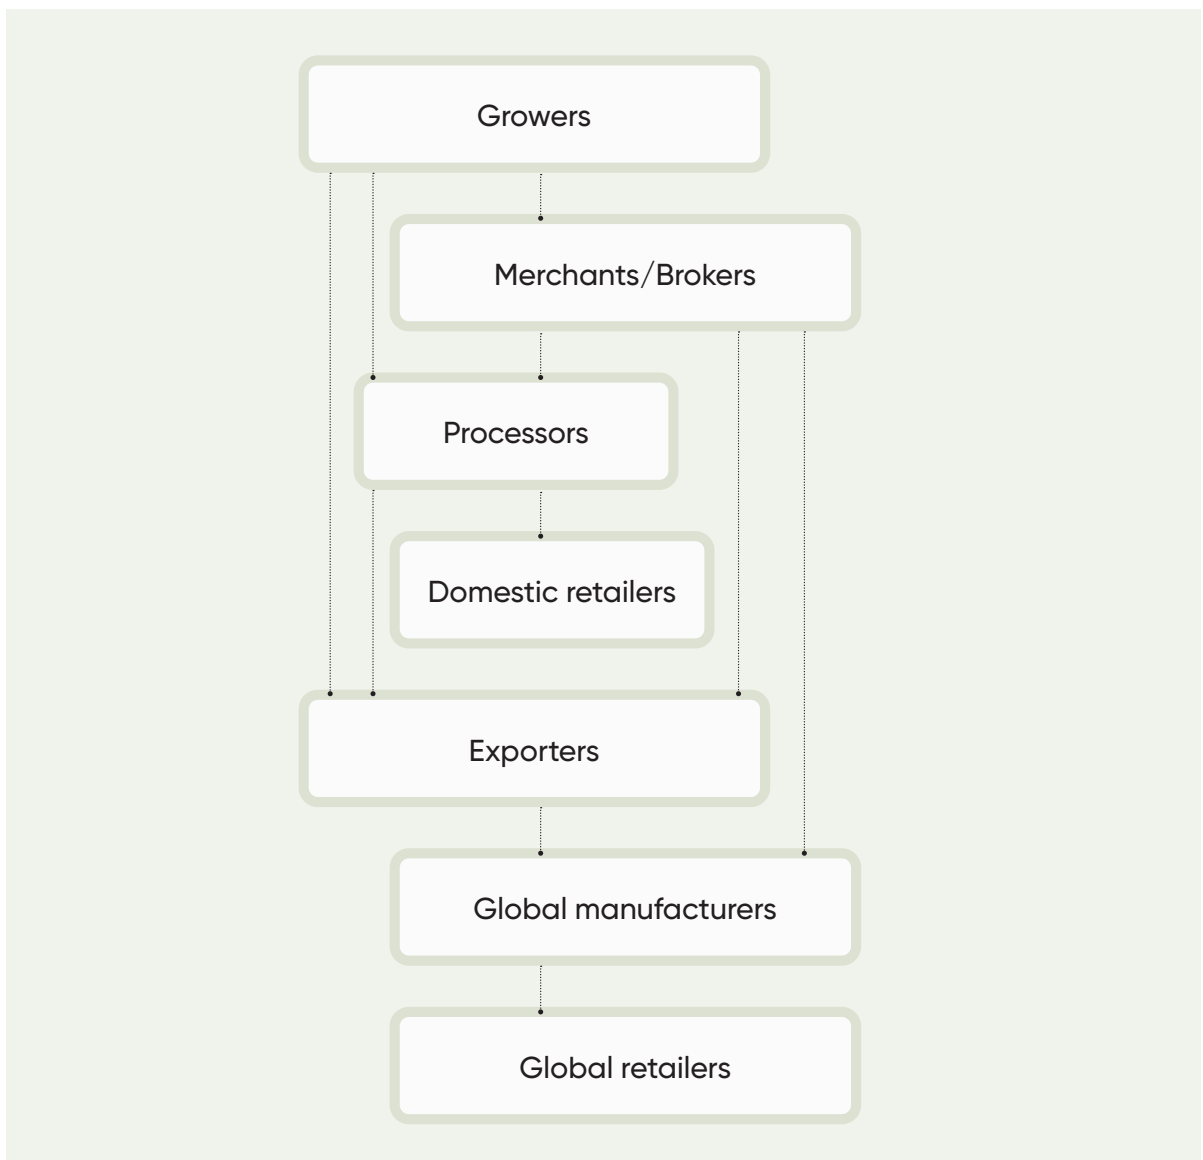 Growers
Merchants/Brokers
Processors
Domestic retailers
Exporters
Global manufacturers
Global retailers